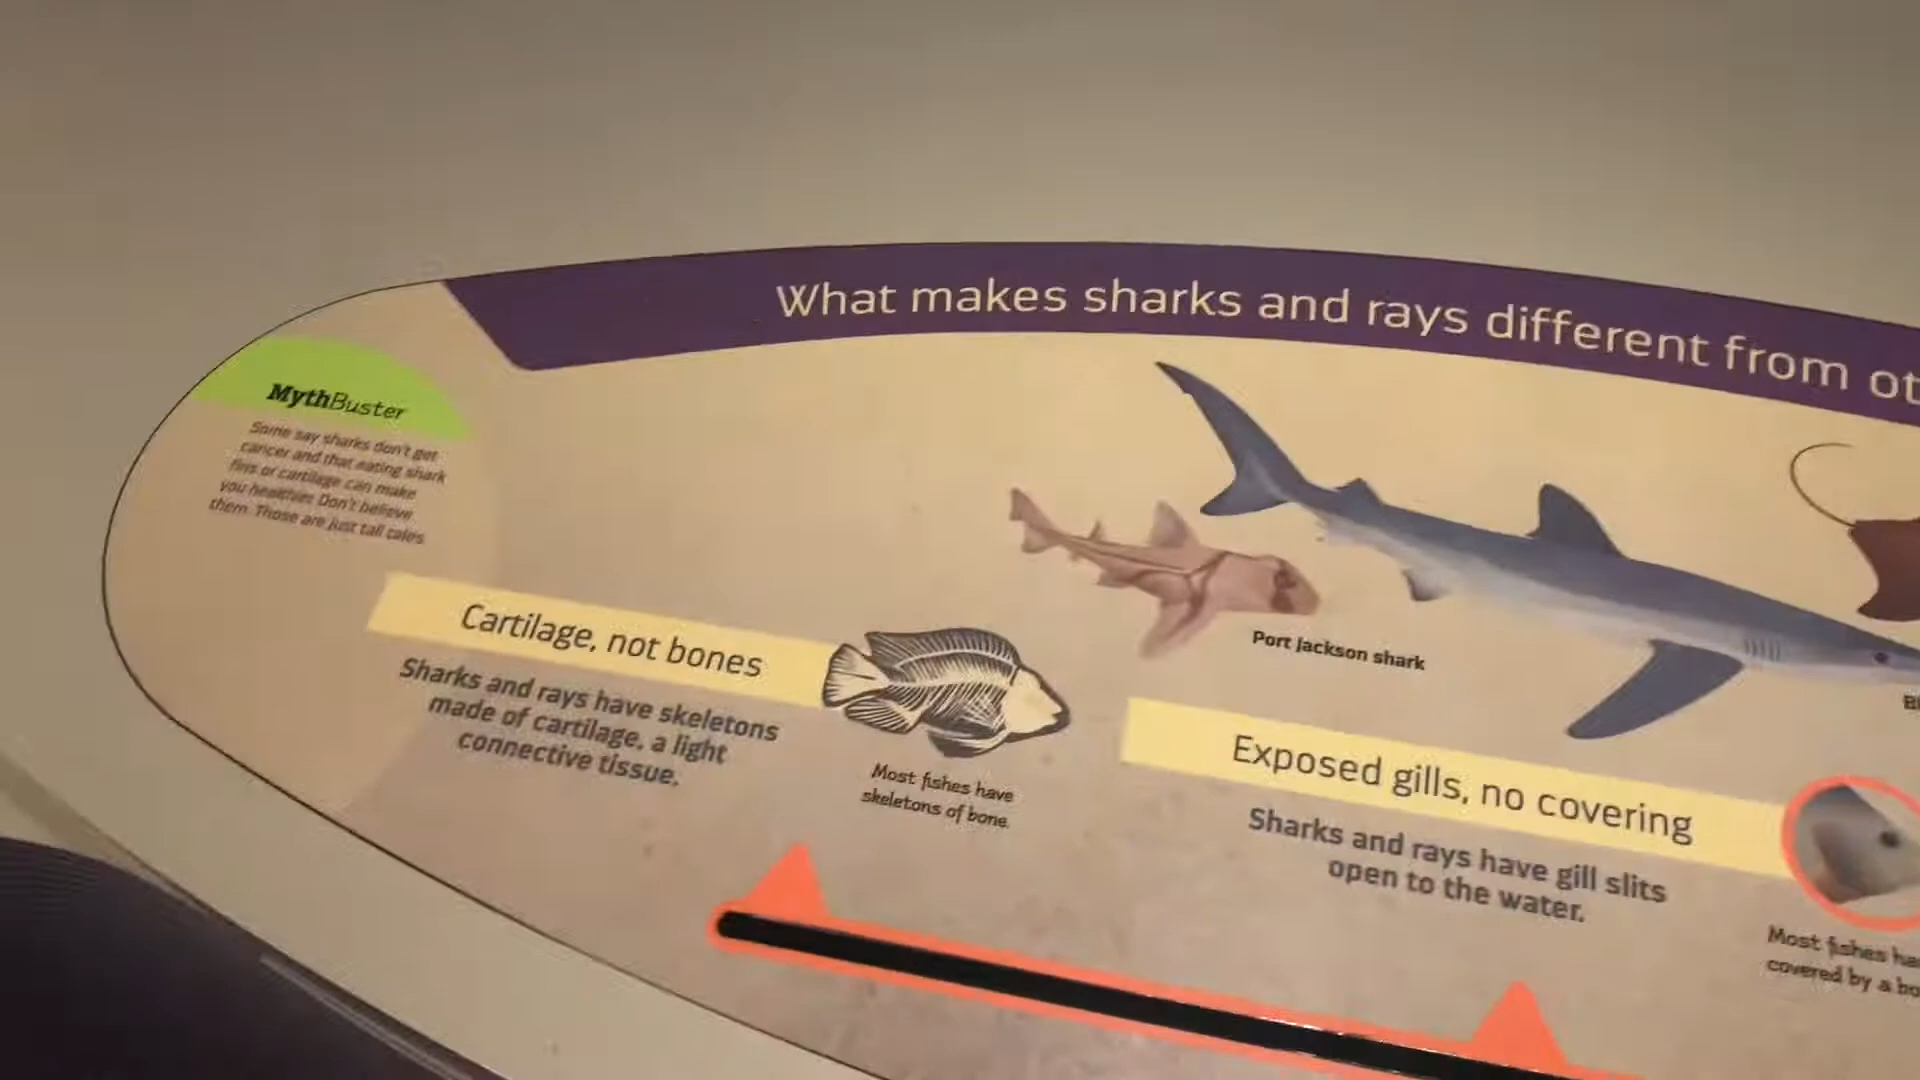 What makes sharks and rays different from ot
MythBuster
Some say sharks don't get
cancer and that eating shark
fins or cartilage can make
you healthier. Don't believe
them. Those are just tall tales.
Cartilage, not bones
Sharks and rays have skeletons
made of cartilage, a light
connective tissue.
Most fishes have
skeletons of bone.
Port Jackson shark
Exposed gills, no covering
Sharks and rays have gill slits
open to the water.
Most fishes ha
covered by a bo